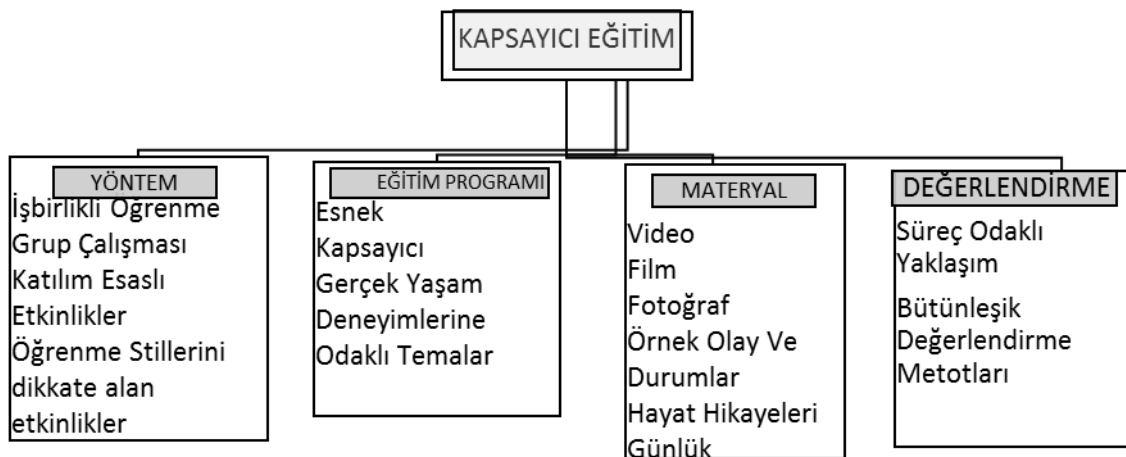 KAPSAYICI EĞİTİM
YÖNTEM
İşbirlikli Öğrenme
Grup Çalışması
Katılım Esaslı
Etkinlikler
Öğrenme Stillerini
dikkate alan
etkinlikler
EĞİTİM PROGRAMI
Esnek
Kapsayıcı
Gerçek Yaşam
Deneyimlerine
Odaklı Temalar
MATERYAL
Video
Film
Fotoğraf
Örnek Olay Ve
Durumlar
Hayat Hikayeleri
Günlük
DEĞERLENDİRME
Süreç Odaklı
Yaklaşım
Bütünleşik
Değerlendirme
Metotları